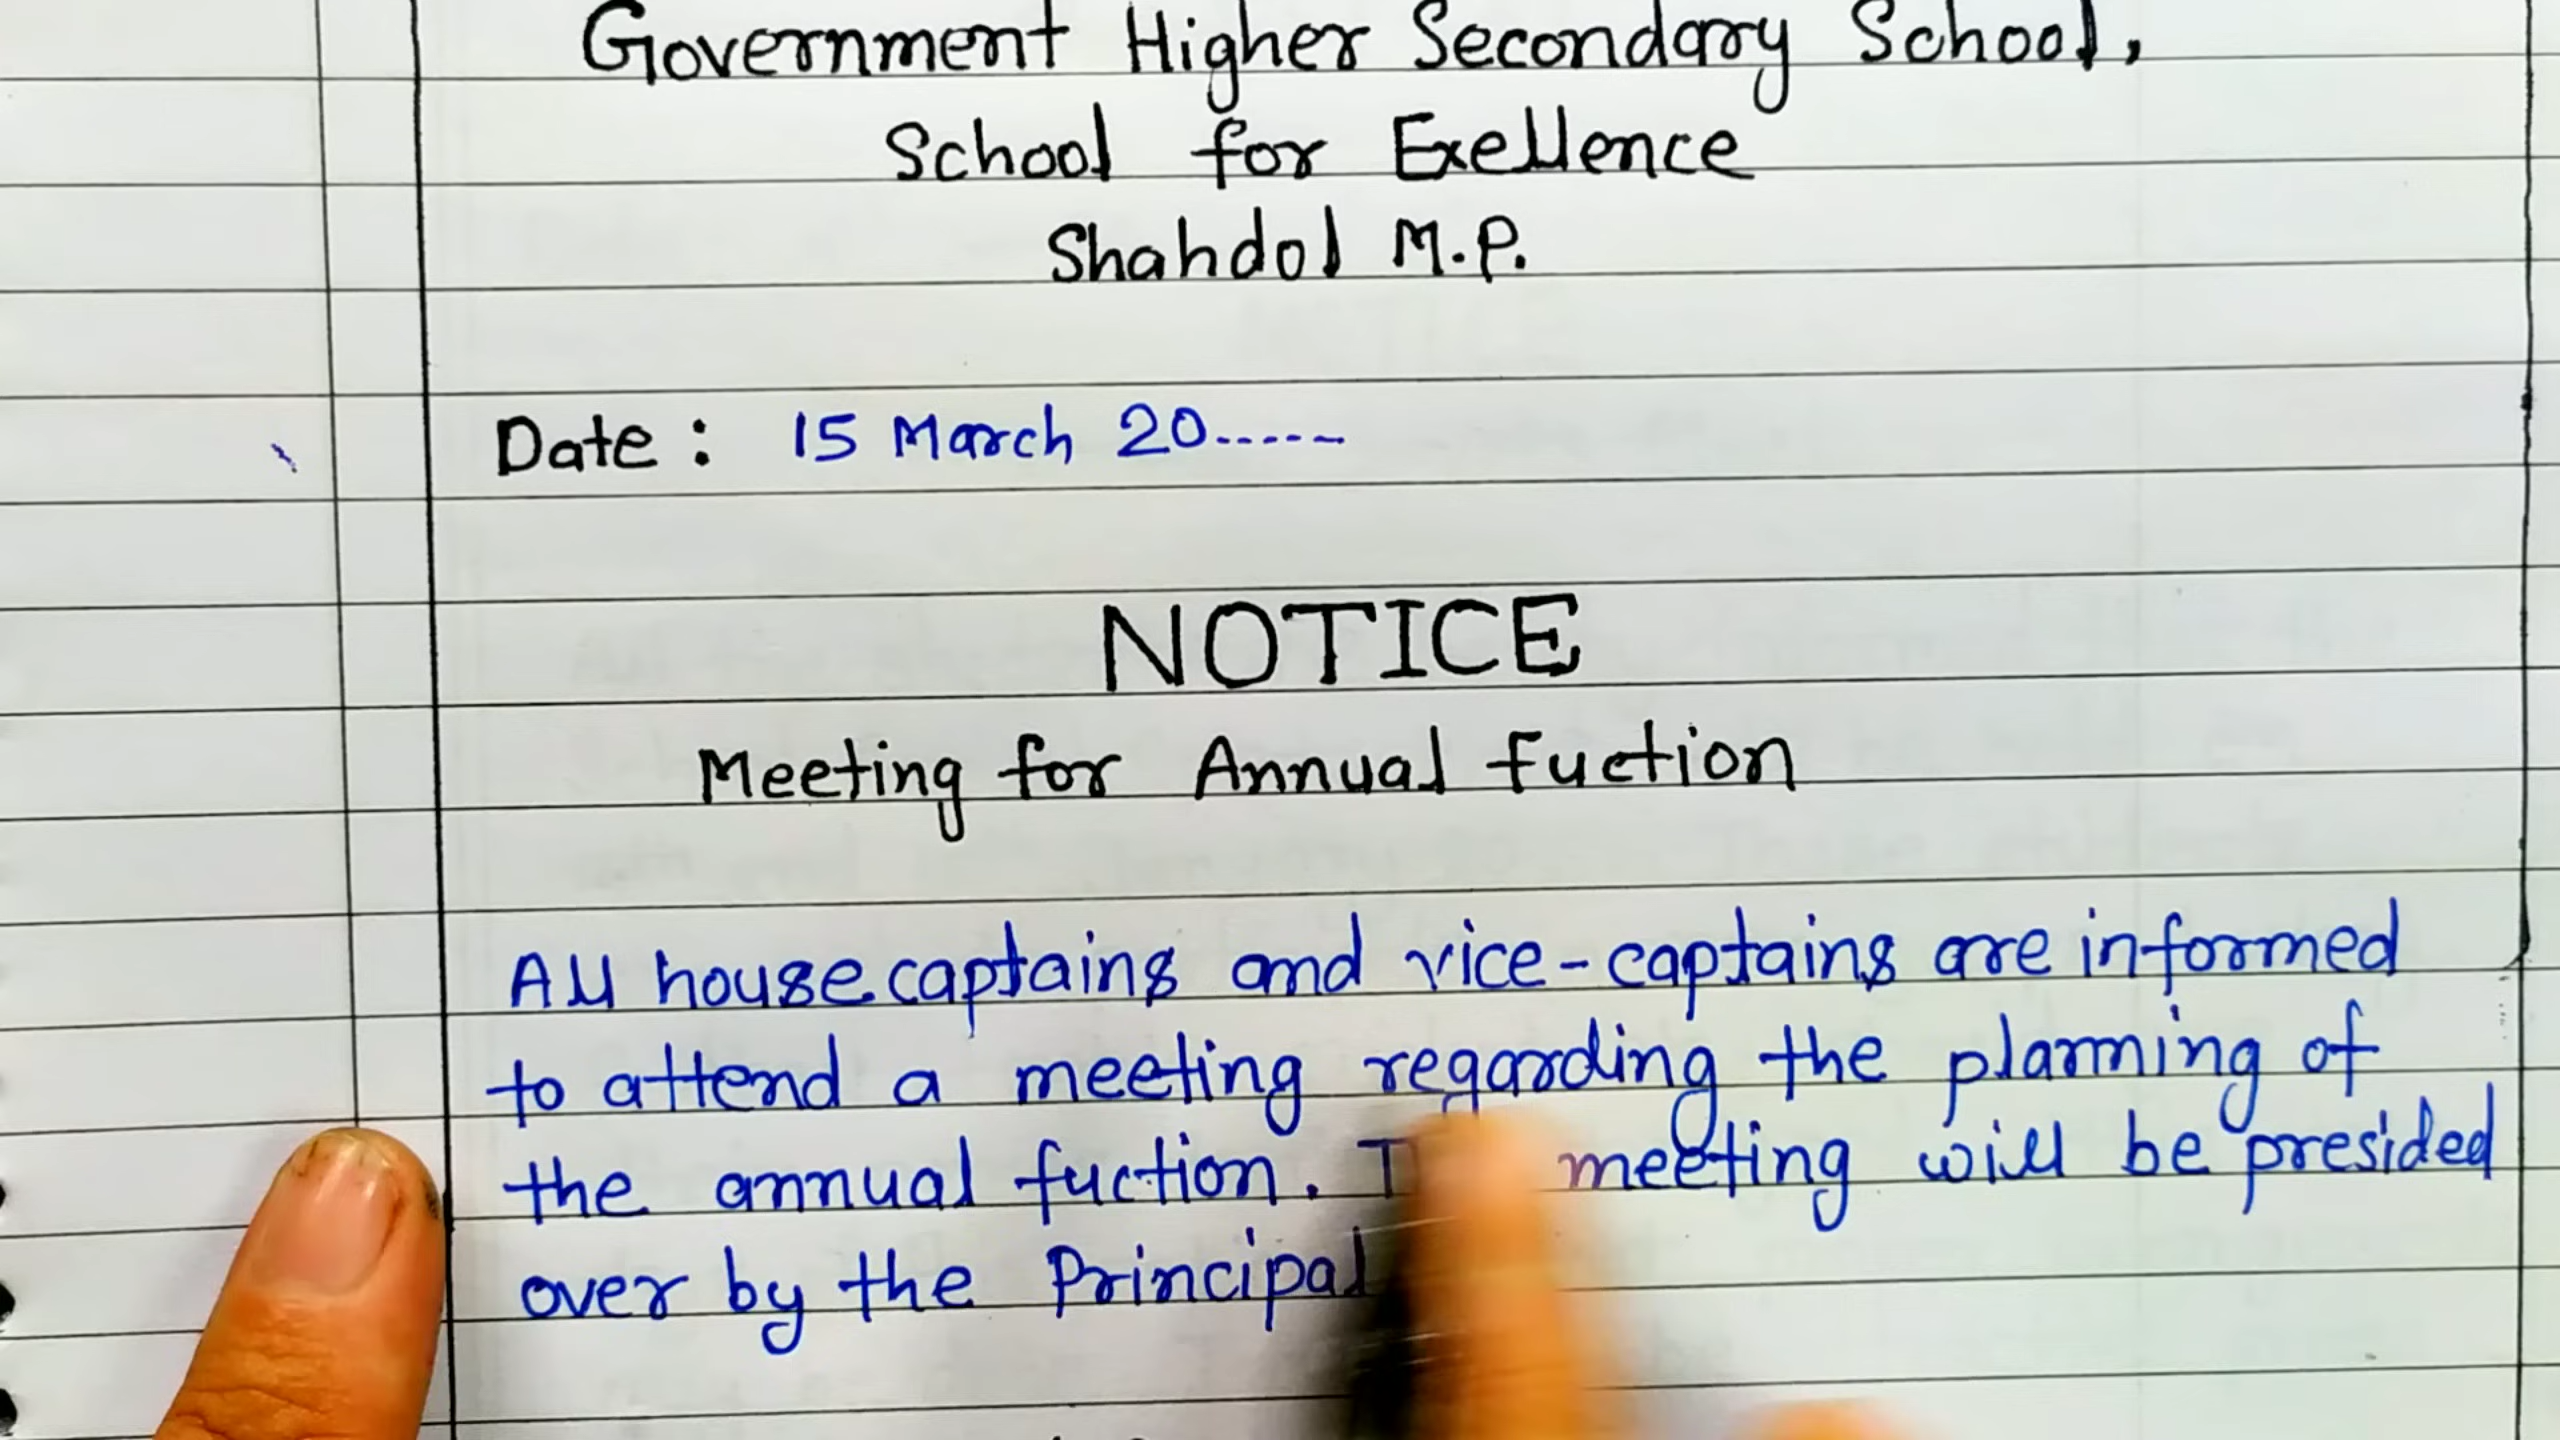 Government Higher Secondary School,
School for Exellence
Shahdol M.P.
Date : 15 March 20......
NOTICE
Meeting for Annual Fuction
All house captains and vice-captains are informed
to attend a meeting regarding the planning of
the annual fuction. meeting will be presided
over by the Principal